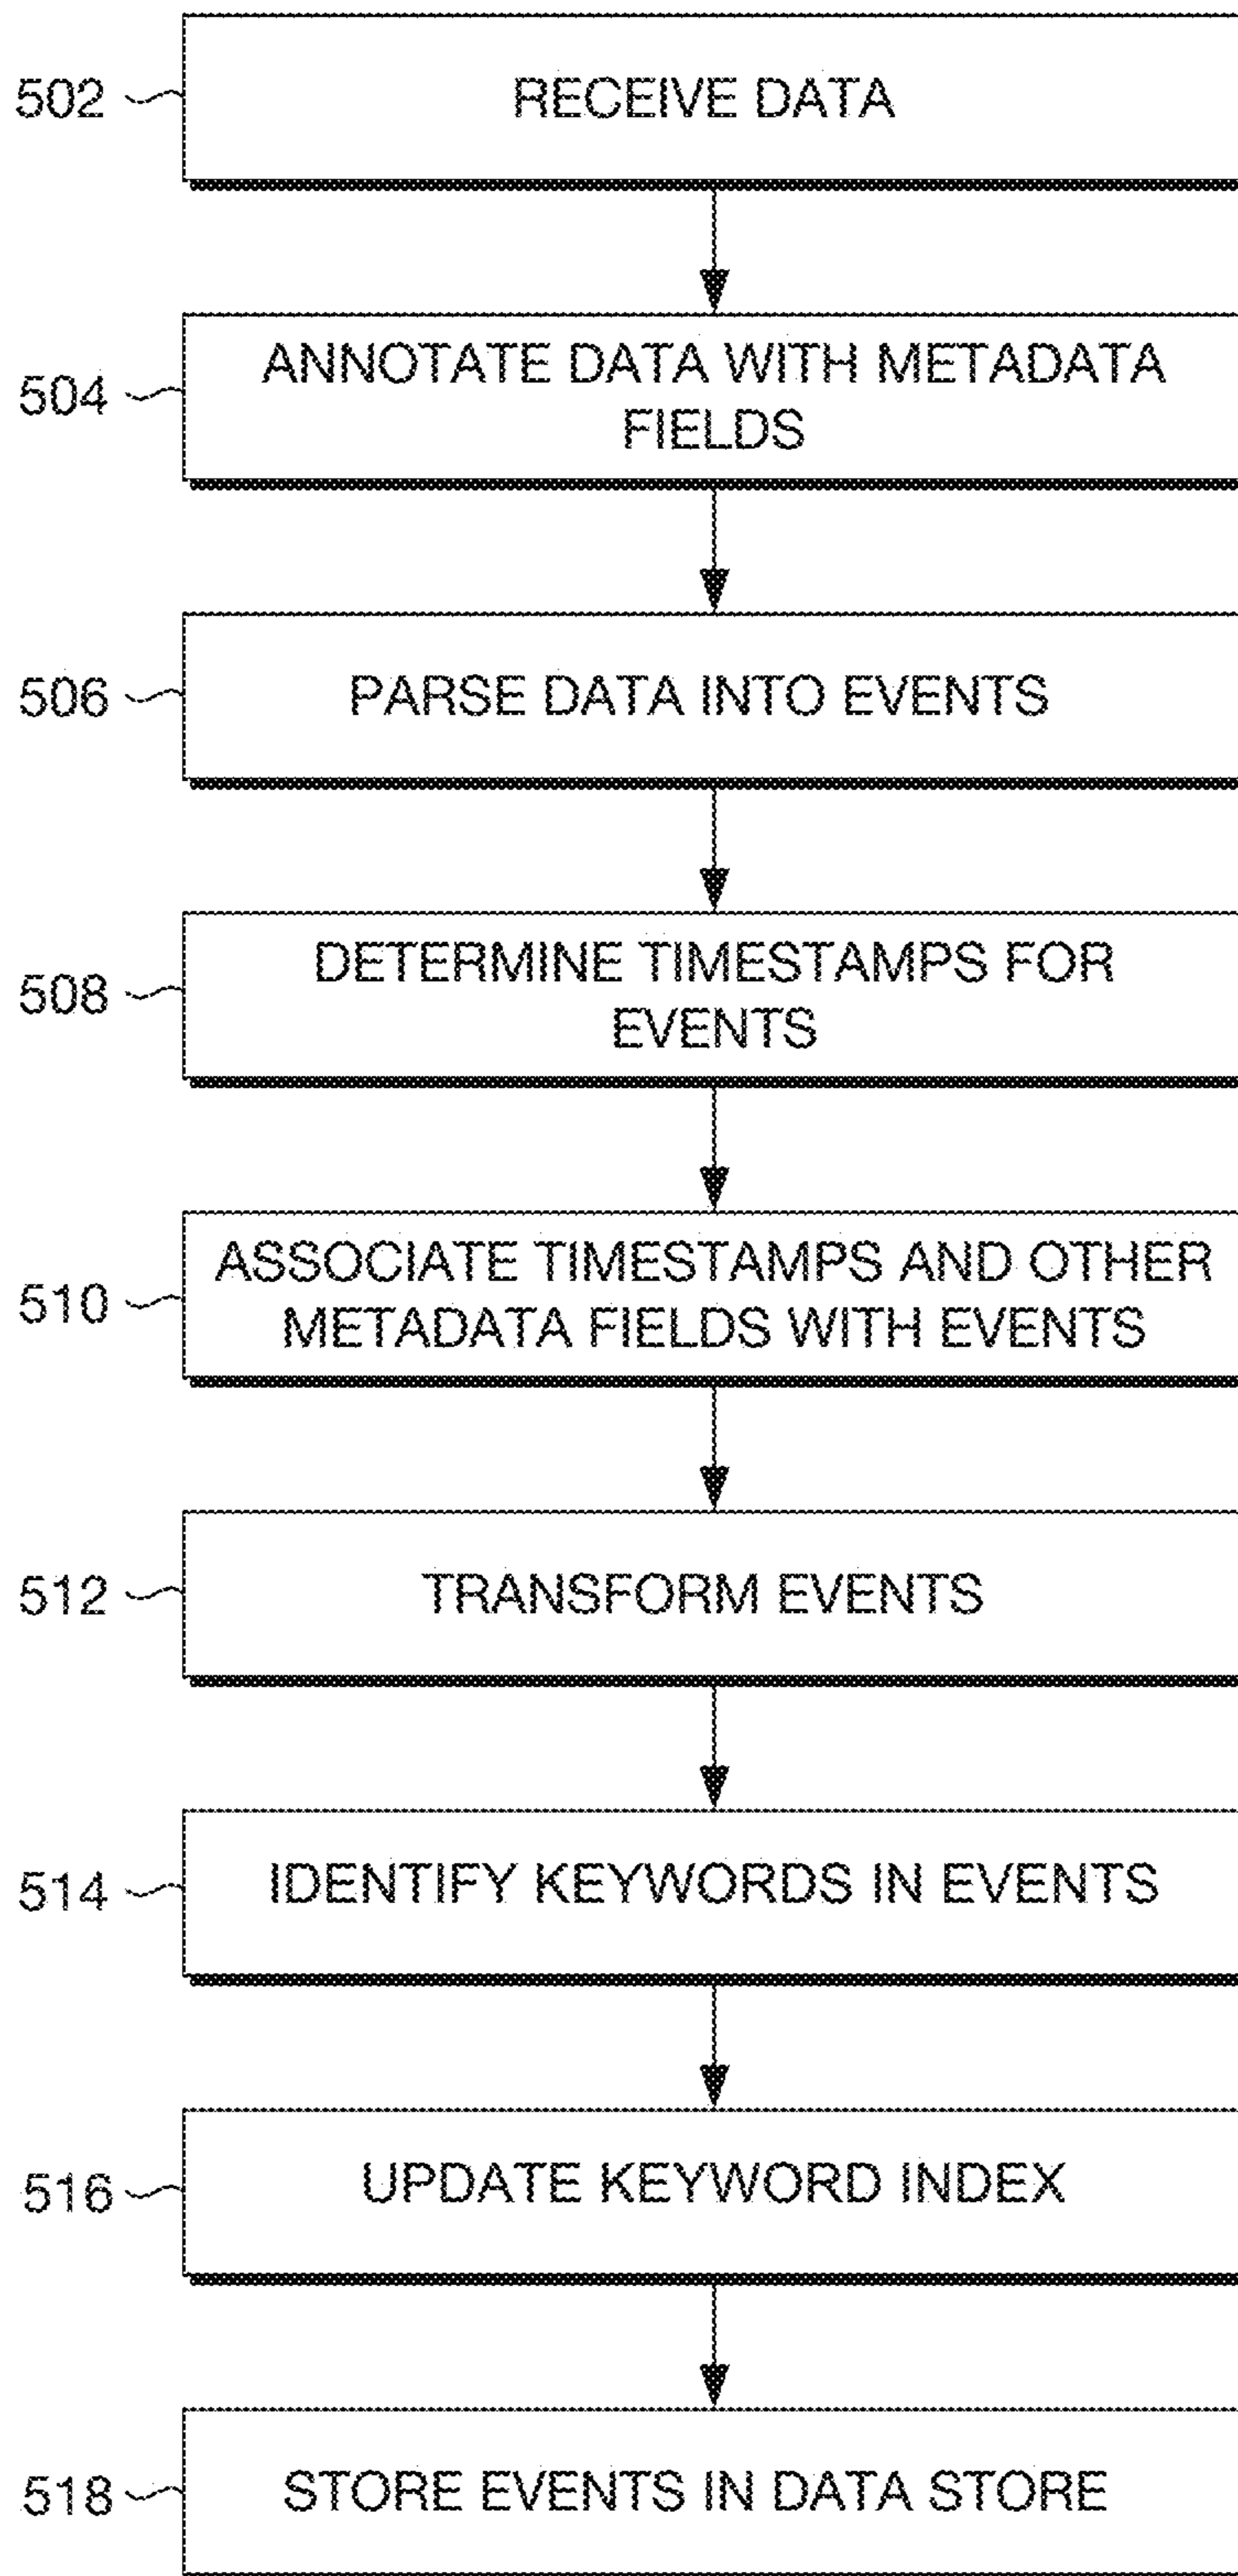 502
RECEIVE DATA
504
ANNOTATE DATA WITH METADATA
FIELDS
506
PARSE DATA INTO EVENTS
508
DETERMINE TIMESTAMPS FOR
EVENTS
510
ASSOCIATE TIMESTAMPS AND OTHER
METADATA FIELDS WITH EVENTS
512
TRANSFORM EVENTS
514
IDENTIFY KEYWORDS IN EVENTS
516
UPDATE KEYWORD INDEX
518
STORE EVENTS IN DATA STORE